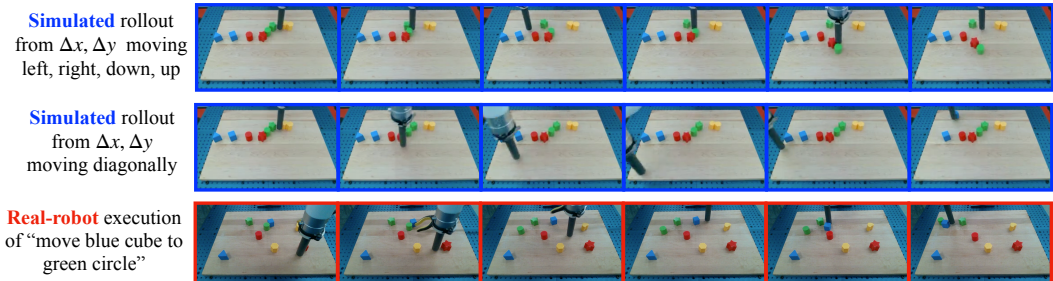 Simulated rollout
from Δx, Δy moving
left, right, down, up
Simulated rollout
from Δx, Δy
moving diagonally
Real-robot execution
of “move blue cube to
green circle”